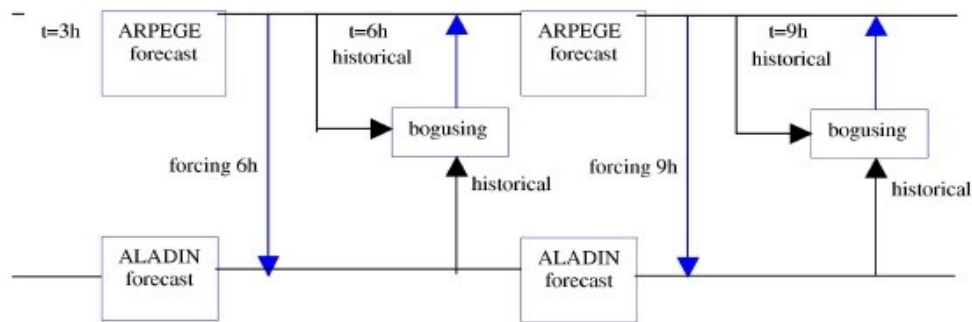 t=3h
ARPEGE
forecast
t=6h
historical
ARPEGE
forecast
t=9h
historical
bogusing
bogusing
forcing 6h
historical
forcing 9h
historical
ALADIN
forecast
ALADIN
forecast